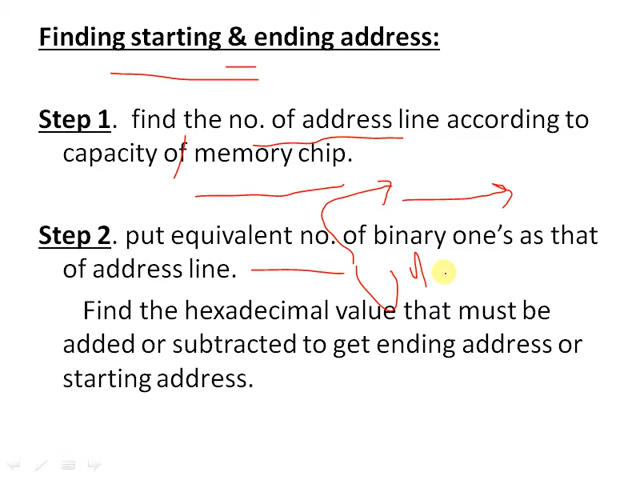 Finding starting & ending address:
Step 1. find the no. of address line according to
capacity of memory chip.
Step 2. put equivalent no. of binary one's as that
of address line.
Find the hexadecimal value that must be
added or subtracted to get ending address or
starting address.